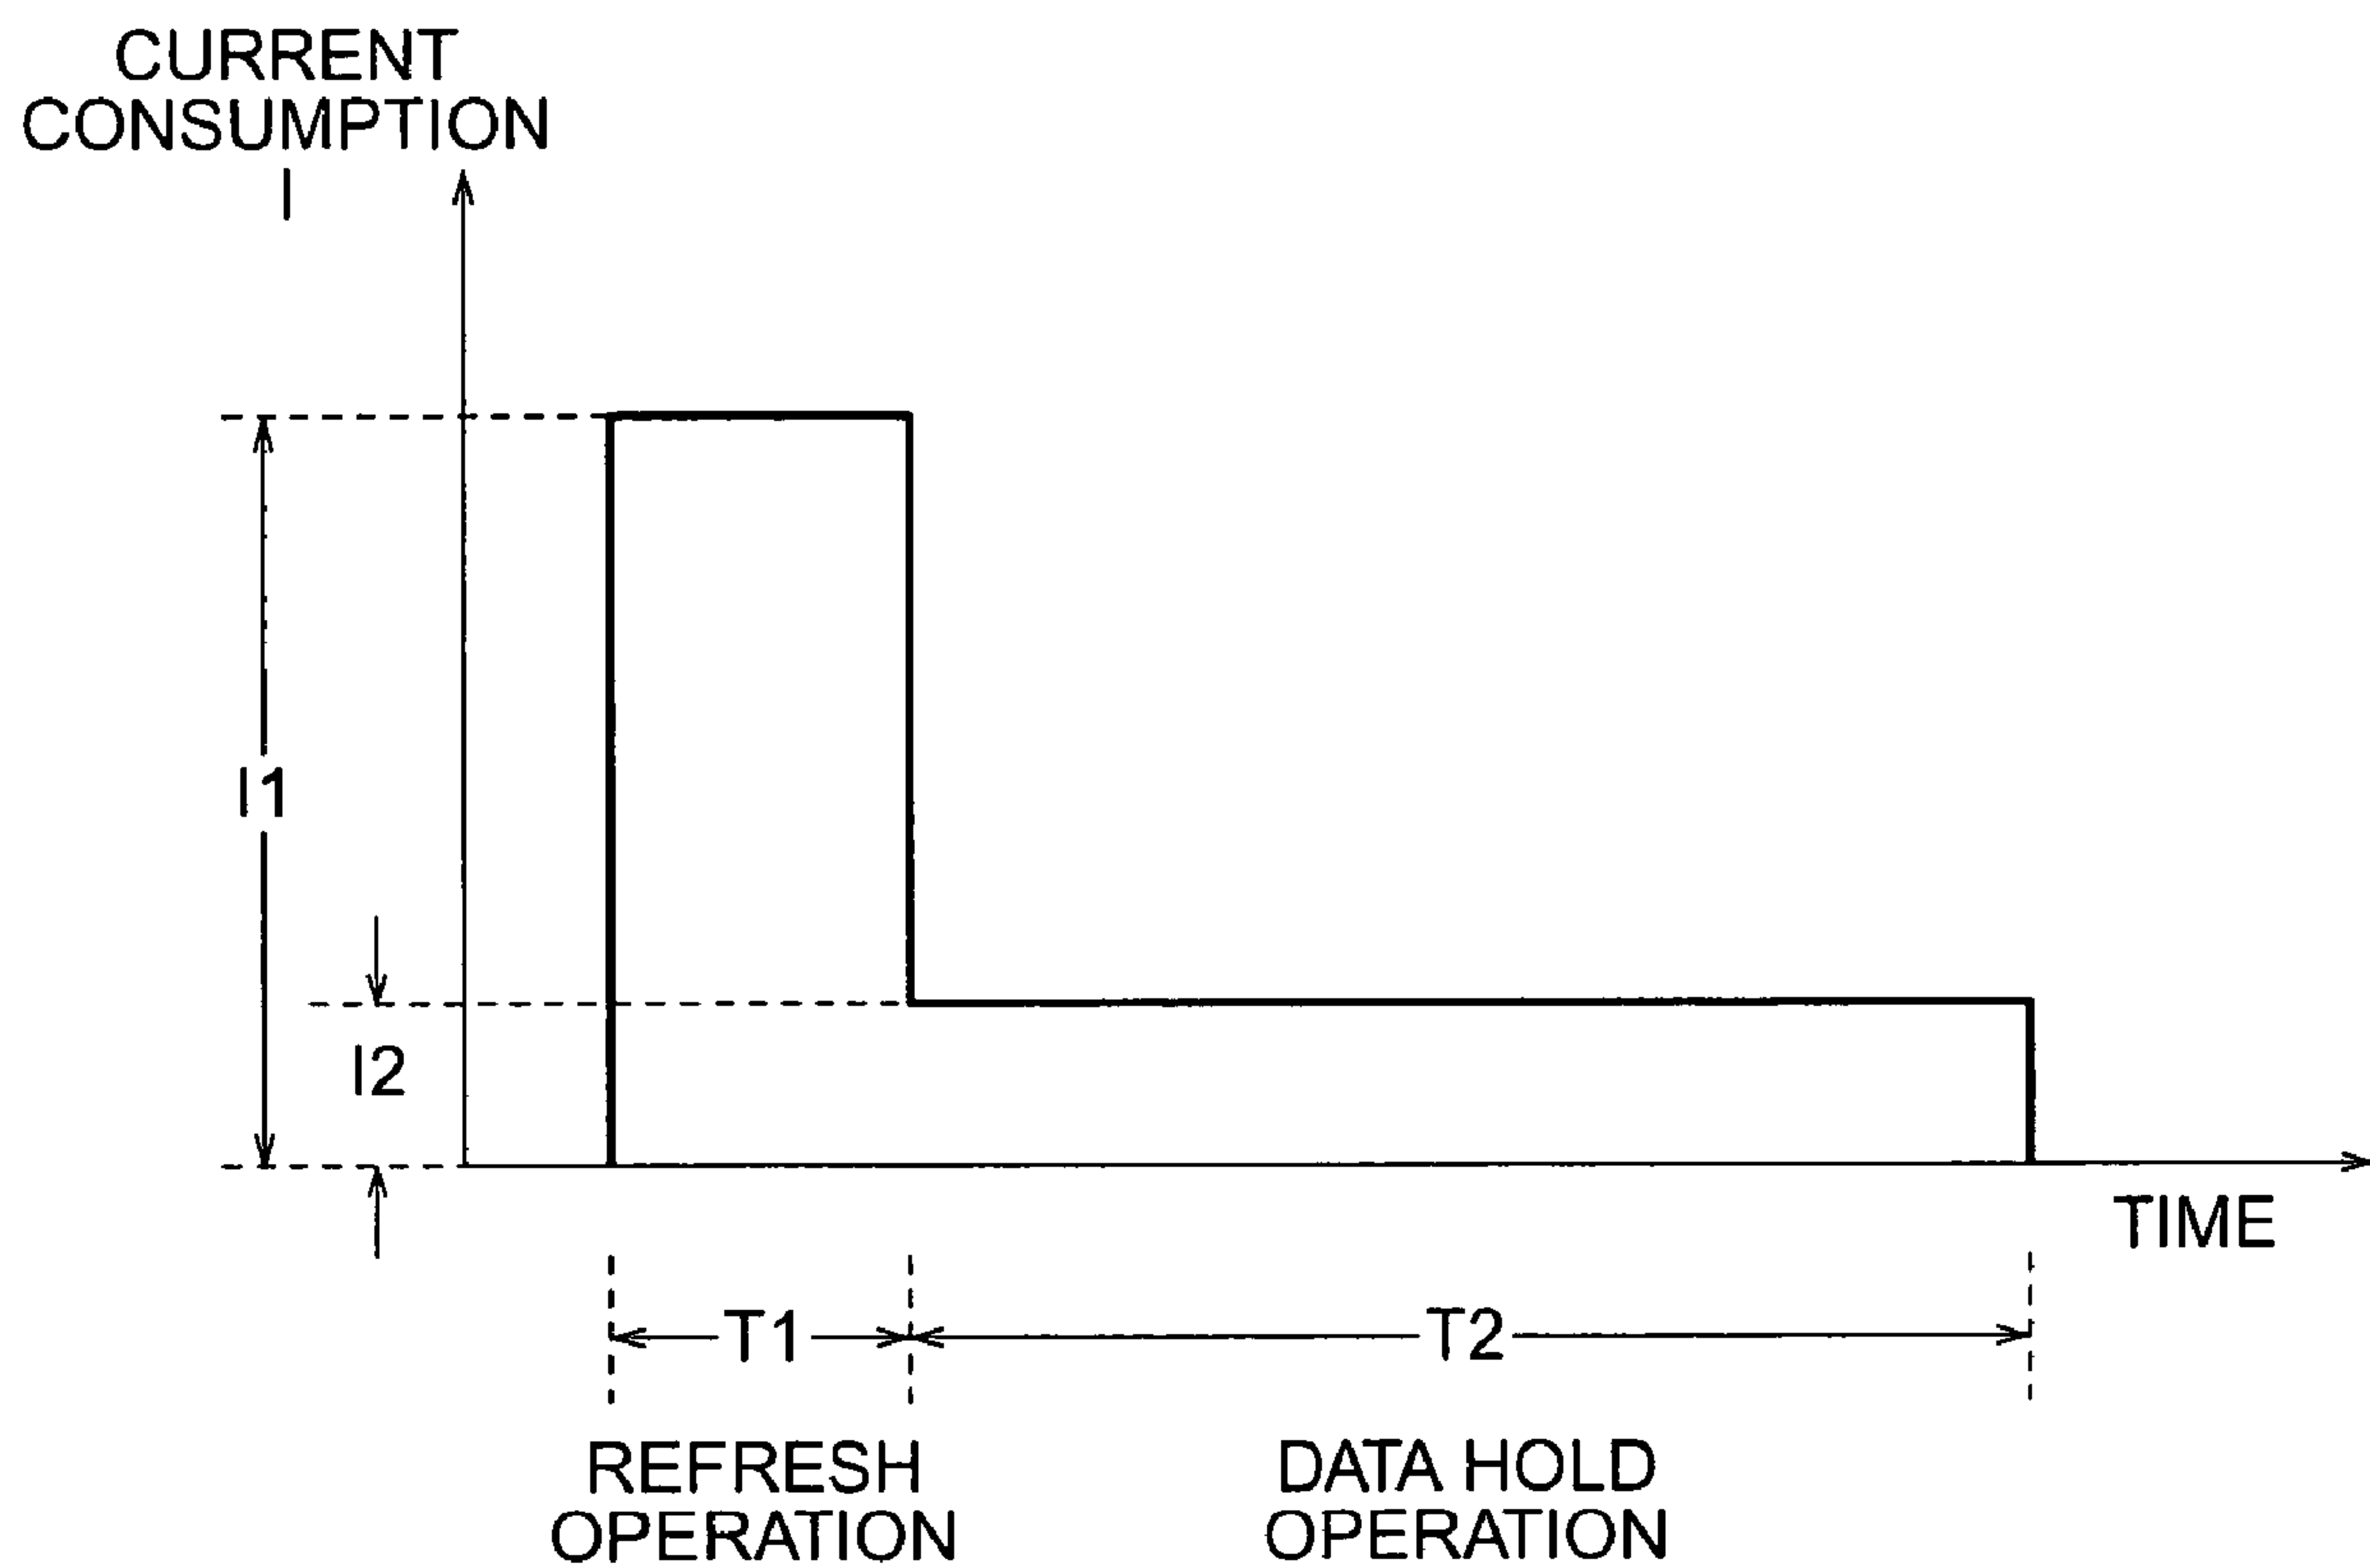 CURRENT
CONSUMPTION
I
I1
I2
TIME
T1
T2
REFRESH
OPERATION
DATA HOLD
OPERATION